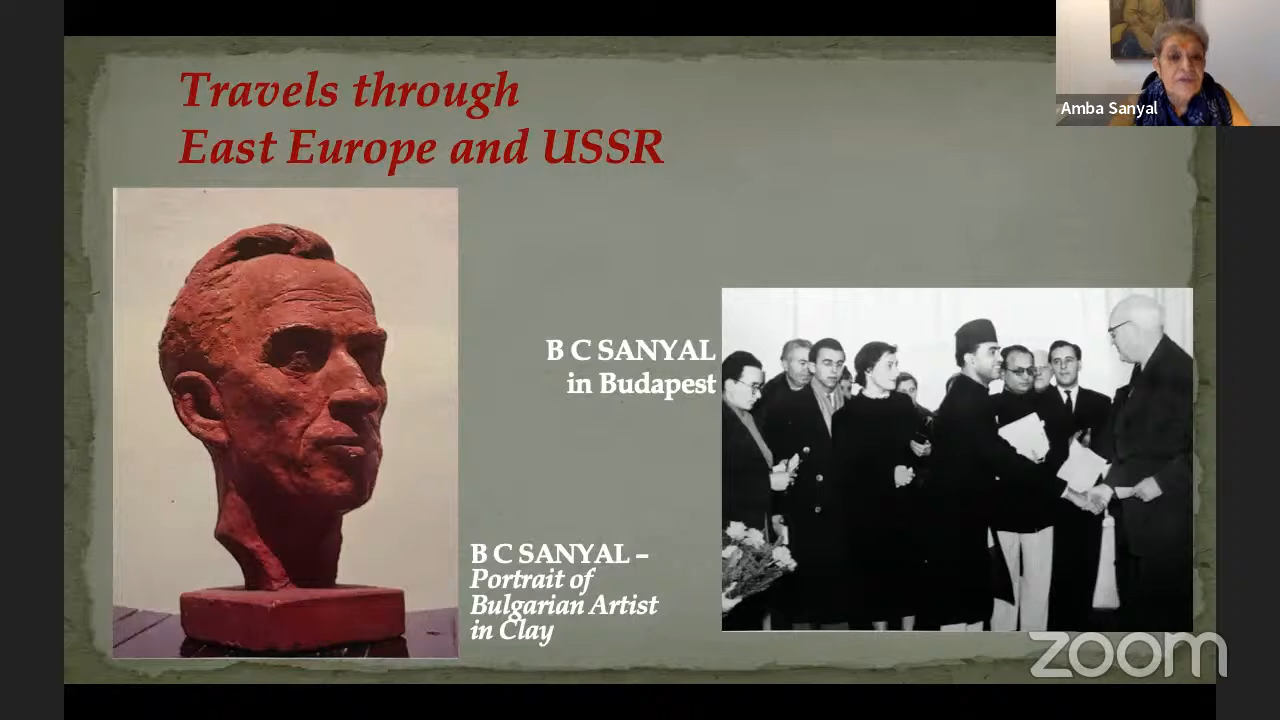 Travels through
East Europe and USSR
Amba Sanyal
B C SANYAL
in Budapest
B C SANYAL –
Portrait of
Bulgarian Artist
in Clay
zoom